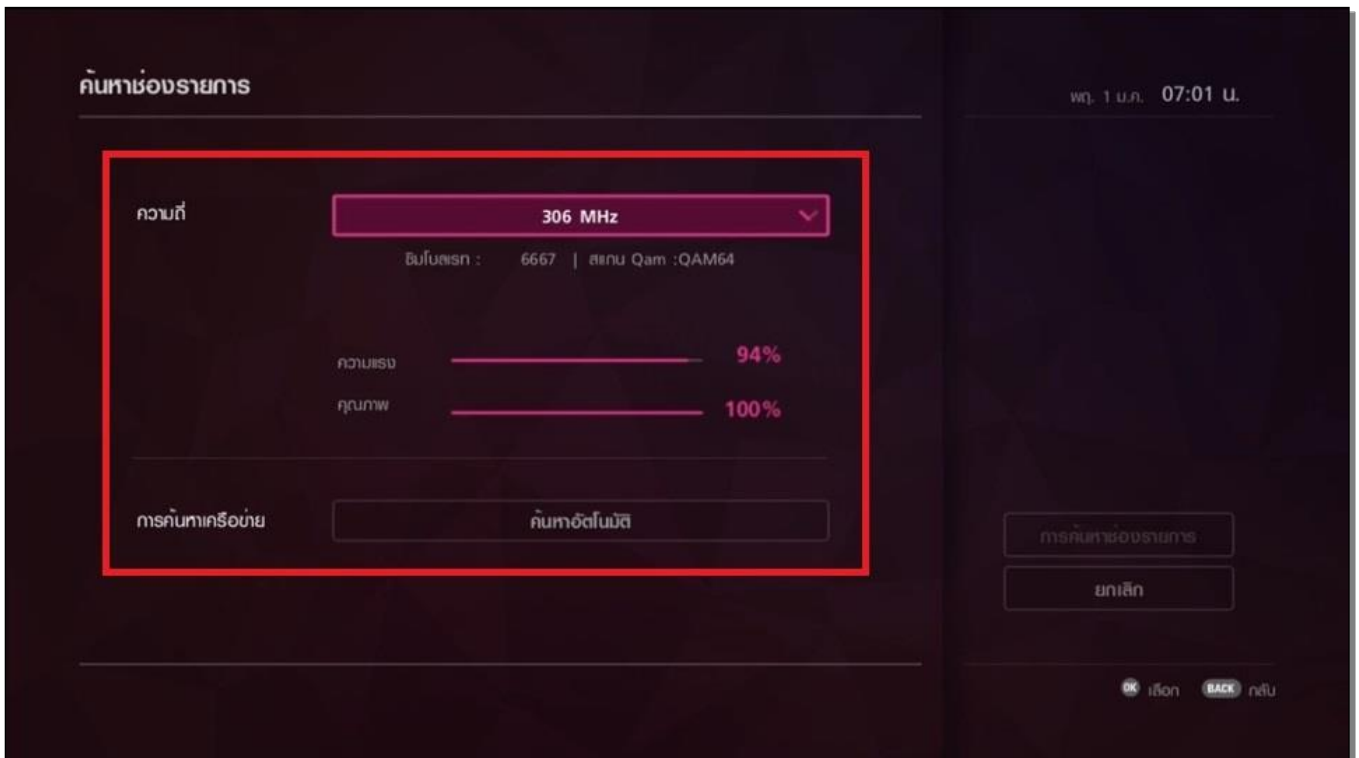 ค้นหาช่องรายการ
พฤ. 1 ม.ค. 07:01 น.
ความถี่ 306 MHz
ซิมโบลเรท : 6667 | สแกน Qam :QAM64
ความแรง 94%
คุณภาพ 100%
การค้นหาเครือข่าย ค้นหาอัตโนมัติ
การค้นหาช่องรายการ
ยกเลิก
OK เลือก BACK กลับ